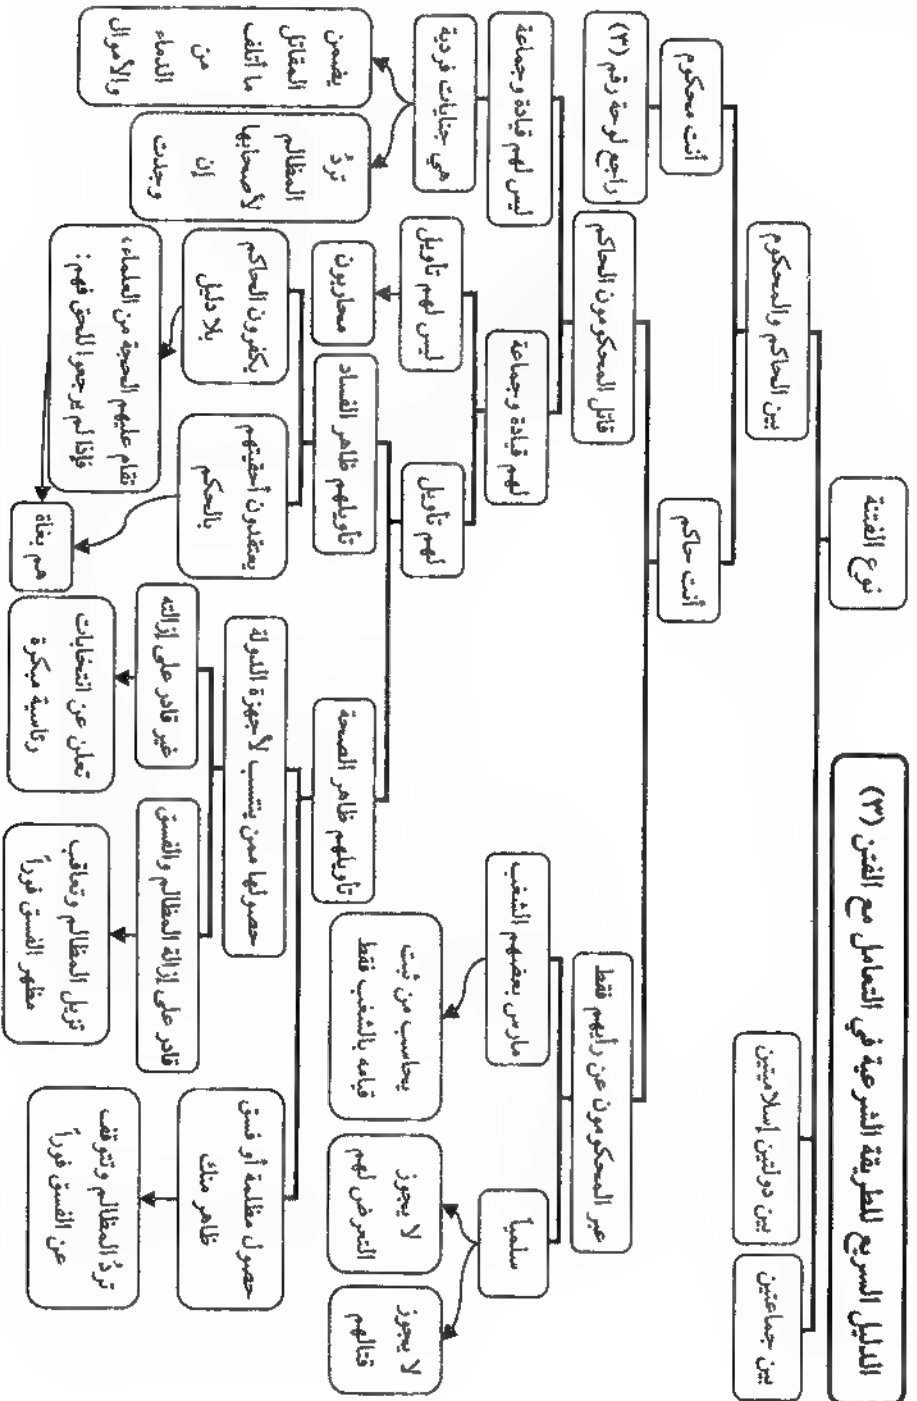 الدليل السريع للطريقة الشرعية في التعامل مع الفتن (٣)
نوع الفتنة
بين جماعتين
بين دولتين إسلاميتين
بين الحاكم والمحكوم
أنت حاكم
أنت محكوم
راجع لوحة رقم (٢)
عبر المحكومون عن رأيهم فقط
قاتل المحكومون الحاكم
سلميا
مارس بعضهم الشغب
لا يجوز
قتالهم
لا يجوز
التعرض لهم
يحاسب من ثبت
قيامه بالشغب فقط
لهم قيادة وجماعة
ليس لهم قيادة وجماعة
هي جنايات فردية
تردُّ
المظالم
لأصحابها
إن
وجدت
يضمن
المقاتل
ما أتلف
من
الدماء
والأموال
لهم تأويل
ليس لهم تأويل
محاربون
تأويلهم ظاهر الصحة
تأويلهم ظاهر الفساد
يعتقدون أحقيتهم
بالحكم
يكفرون الحاكم
بلا دليل
تقام عليهم الحجة من العلماء،
فإذا لم يرجعوا للحق فهم:
هم بغاة
حصولها ممن ينتسب لأجهزة الدولة
حصول مظلمة أو فسق
ظاهر منك
تردُّ المظالم وتتوقف
عن الفسق فوراً
قادر على إزالة المظالم والفسق
غير قادر على إزالته
تزيل المظالم وتعاقب
مظهر الفسق فوراً
تعلن عن انتخابات
رئاسية مبكرة